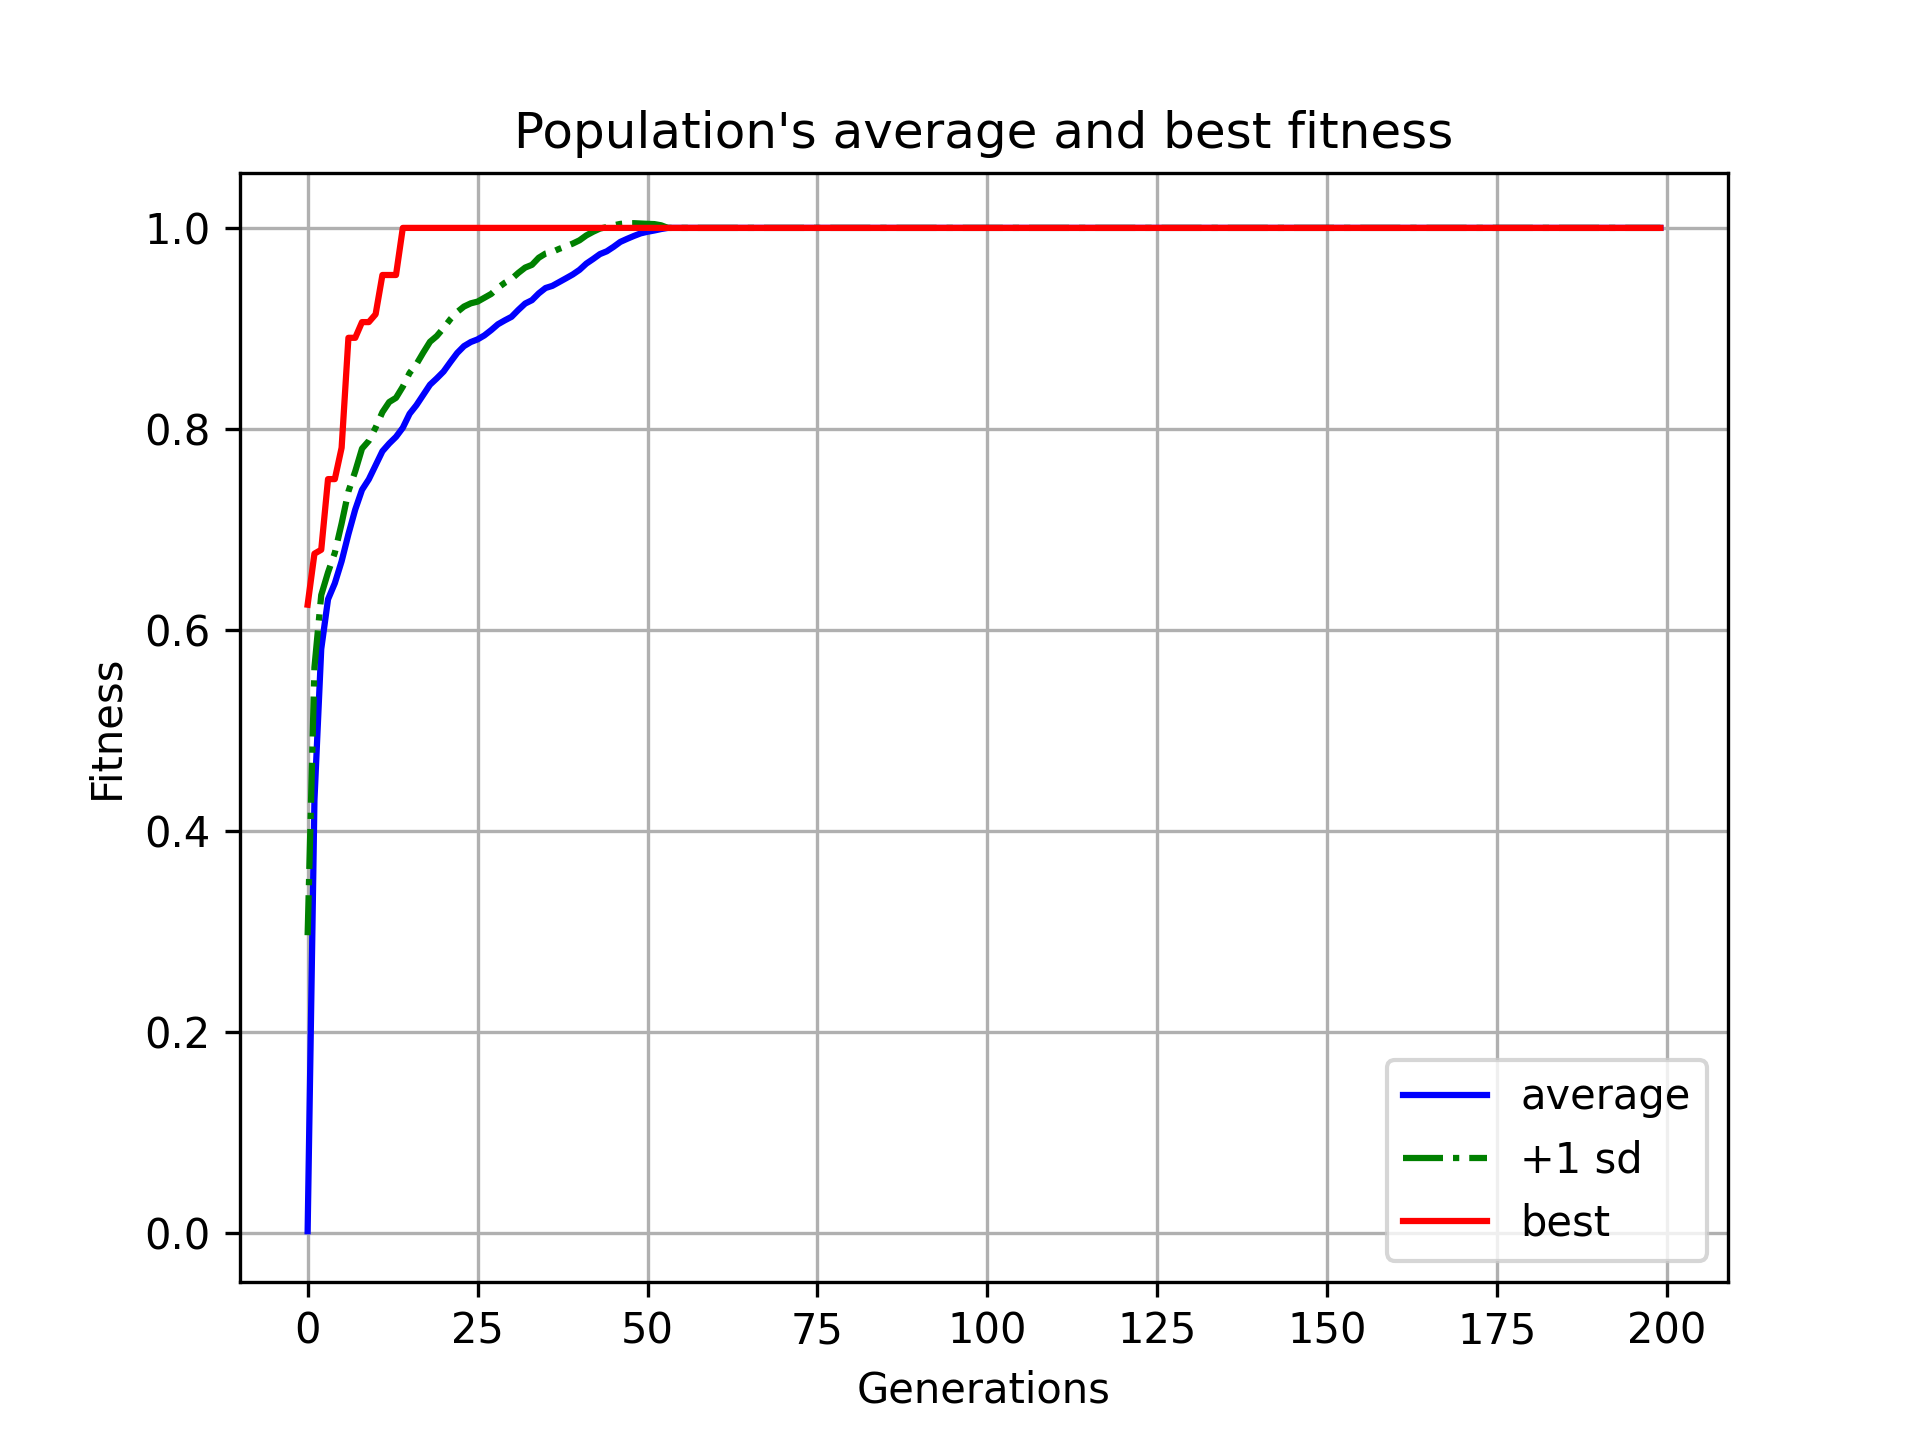 Population's average and best fitness
1.0
0.8
0.6
0.4
0.2
0.0
Fitness
0 25 50 75 100 125 150 175 200
Generations
average
+1 sd
best